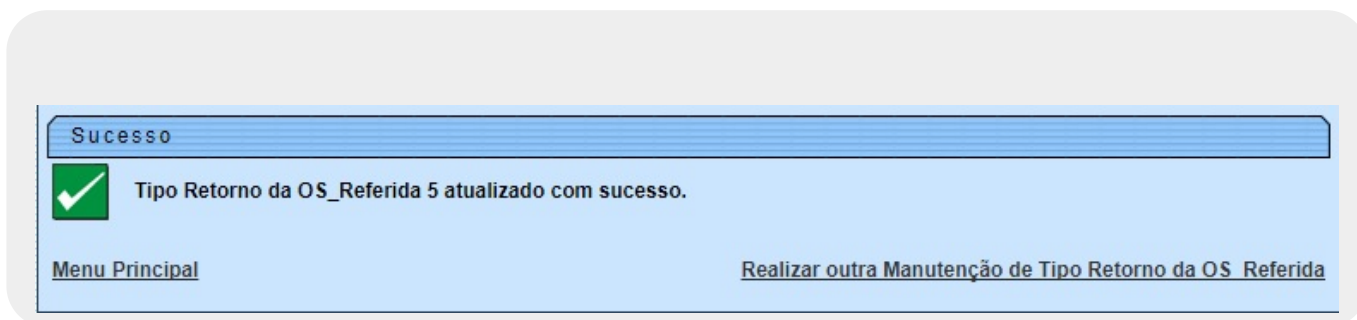 Sucesso
Tipo Retorno da OS_Referida 5 atualizado com sucesso.
Menu Principal
Realizar outra Manutenção de Tipo Retorno da OS_Referida